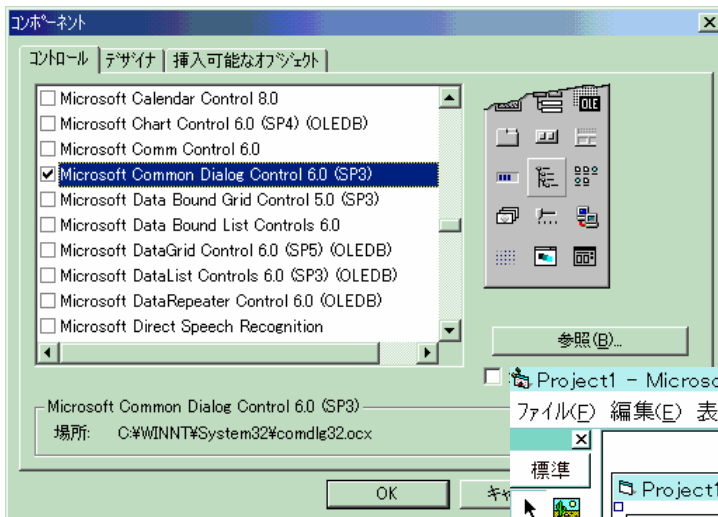 コンポーネント
コントロール デザイナ 挿入可能なオブジェクト
Microsoft Calendar Control 8.0
Microsoft Chart Control 6.0 (SP4) (OLEDB)
Microsoft Comm Control 6.0
Microsoft Common Dialog Control 6.0 (SP3)
Microsoft Data Bound Grid Control 5.0 (SP3)
Microsoft Data Bound List Controls 6.0
Microsoft DataGrid Control 6.0 (SP5) (OLEDB)
Microsoft DataList Controls 6.0 (SP3) (OLEDB)
Microsoft DataRepeater Control 6.0 (OLEDB)
Microsoft Direct Speech Recognition
OLE
参照(B)...
Microsoft Common Dialog Control 6.0 (SP3)
場所: C:¥WINNT¥System32¥comdlg32.ocx
OK キャ
Project1 - Microso
ファイル(F) 編集(E) 表
標準
Project1